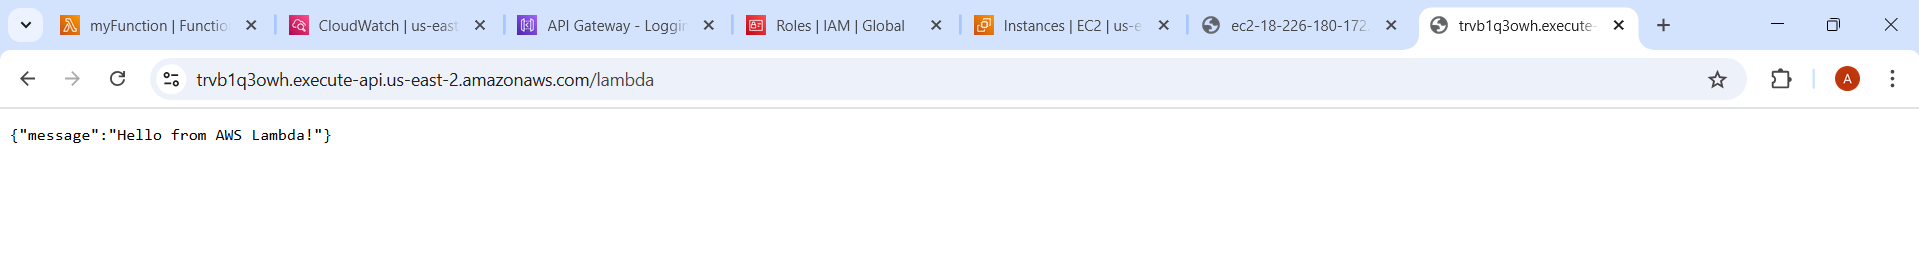 myFunction | Functio
CloudWatch | us-east
API Gateway - Loggin
Roles | IAM | Global
Instances | EC2 | us-e
ec2-18-226-180-172.
trvb1q3owh.execute-
trvb1q3owh.execute-api.us-east-2.amazonaws.com/lambda
A
{"message":"Hello from AWS Lambda!"}